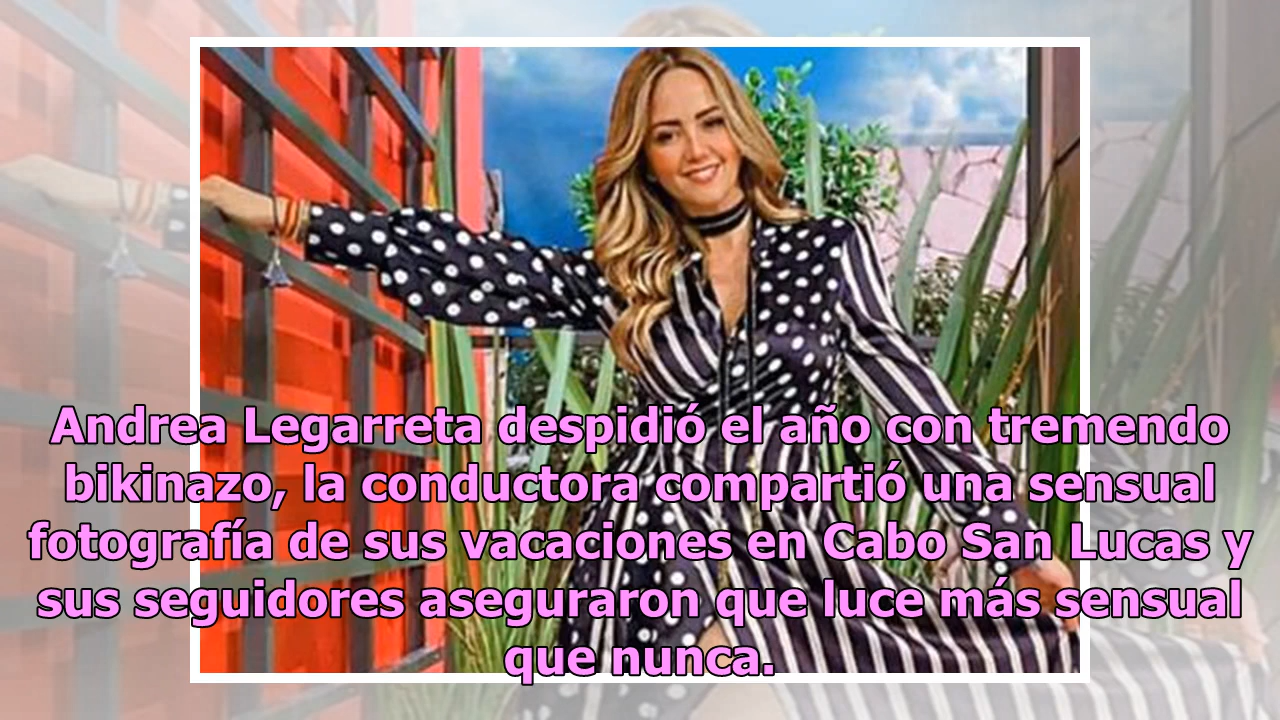 Andrea Legarreta despidió el año con tremendo
bikinazo, la conductora compartió una sensual
fotografía de sus vacaciones en Cabo San Lucas y
sus seguidores aseguraron que luce más sensual
que nunca.